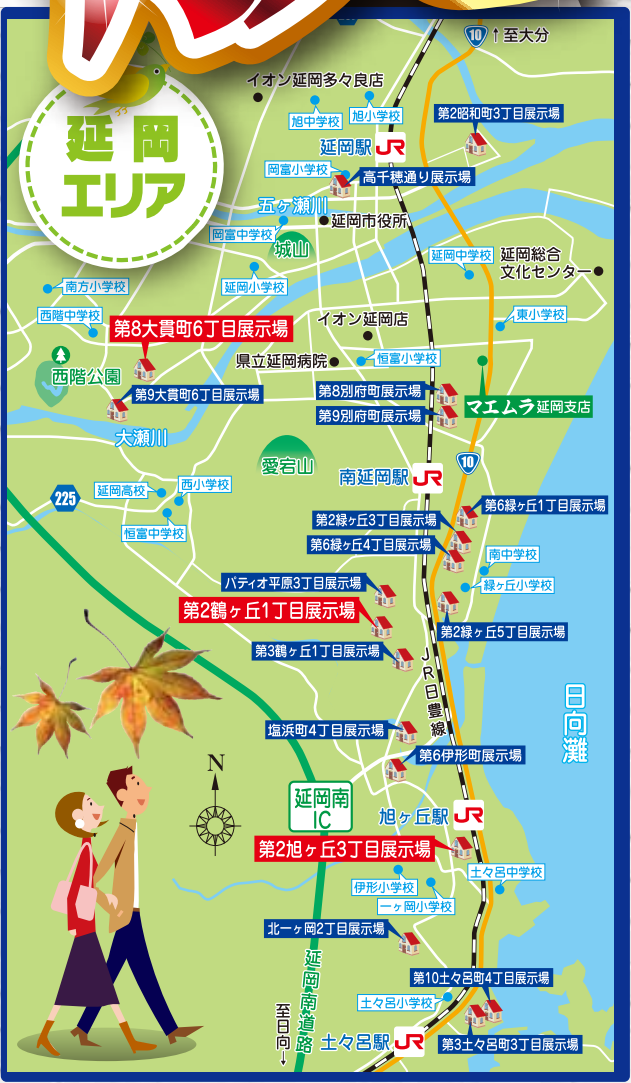 10
↑至大分
イオン延岡多々良店
旭中学校
旭小学校
第2昭和町3丁目展示場
延岡
エリア
延岡駅 JR
岡富小学校
高千穂通り展示場
五ヶ瀬川
延岡市役所
岡富中学校
城山
延岡小学校
延岡中学校
延岡総合
文化センター
南方小学校
西階中学校
東小学校
イオン延岡店
第8大貫町6丁目展示場
県立延岡病院
恒富小学校
西階公園
第9大貫町6丁目展示場
第8別府町展示場
第9別府町展示場
マエムラ延岡支店
大瀬川
愛宕山
南延岡駅 JR
10
225
延岡高校
西小学校
恒富中学校
第6緑ヶ丘1丁目展示場
第2緑ヶ丘3丁目展示場
第6緑ヶ丘4丁目展示場
南中学校
緑ヶ丘小学校
パティオ平原3丁目展示場
第2鶴ヶ丘1丁目展示場
第2緑ヶ丘5丁目展示場
第3鶴ヶ丘1丁目展示場
JR日豊線
日向灘
塩浜町4丁目展示場
第6伊形町展示場
N
延岡南
IC
旭ヶ丘駅 JR
第2旭ヶ丘3丁目展示場
土々呂中学校
伊形小学校
一ヶ岡小学校
北一ヶ岡2丁目展示場
延岡南道路
第10土々呂町4丁目展示場
土々呂小学校
至日向→
土々呂駅 JR
第3土々呂町3丁目展示場